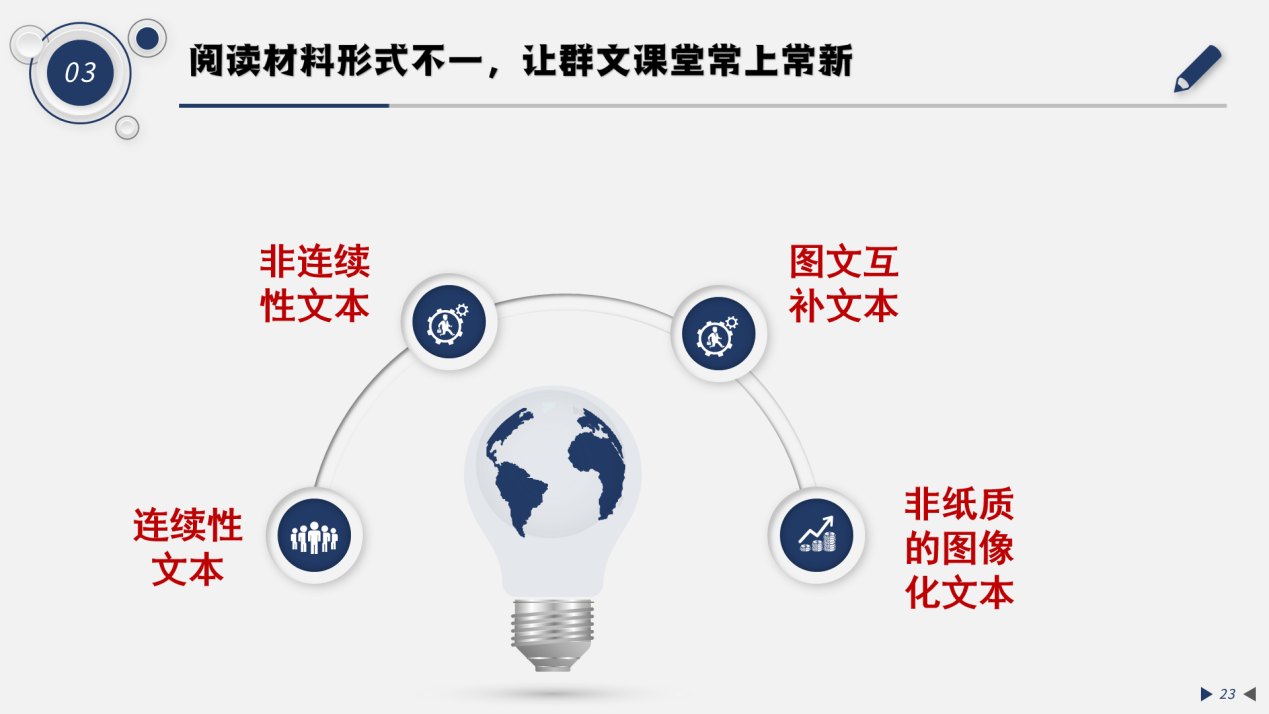 03
阅读材料形式不一，让群文课堂常上常新
非连续
性文本
图文互
补文本
连续性
文本
非纸质
的图像
化文本
23